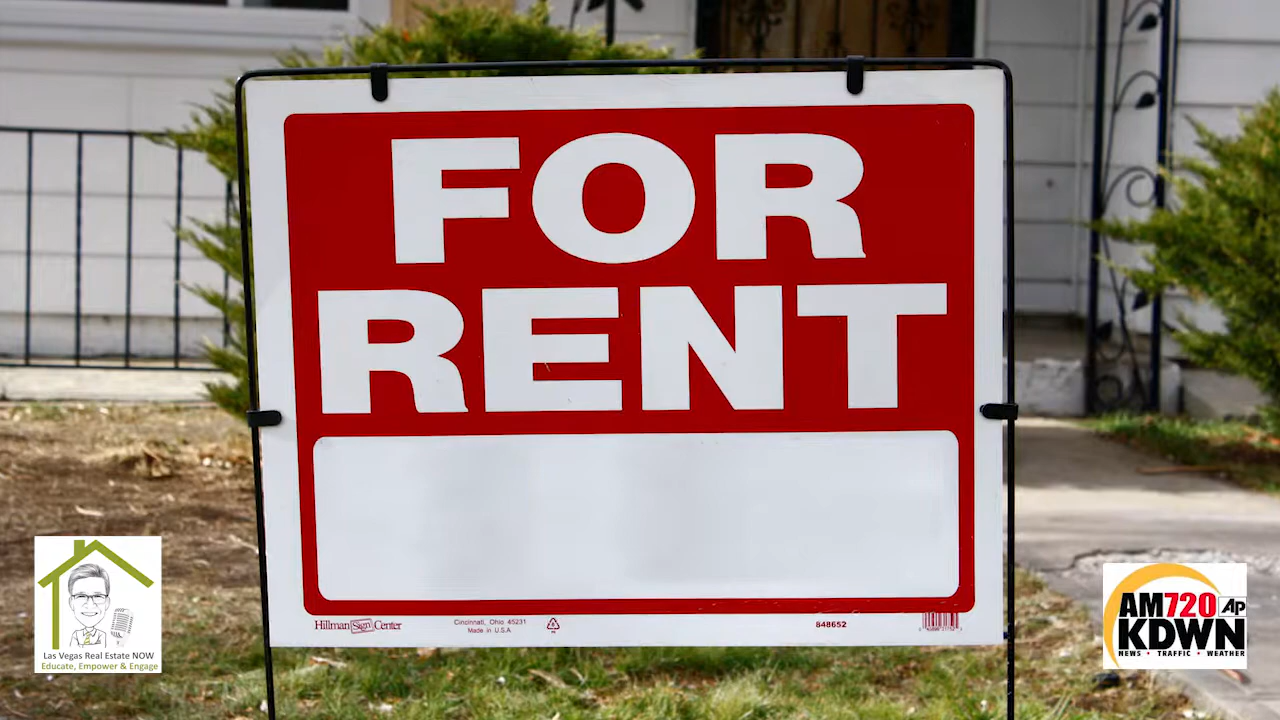 FOR
RENT
Hillman Sign Center
Cincinnati, Ohio 45231
Made in U.S.A.
848652
Las Vegas Real Estate NOW
Educate, Empower & Engage
AM720 AP
KDWN
NEWS • TRAFFIC • WEATHER